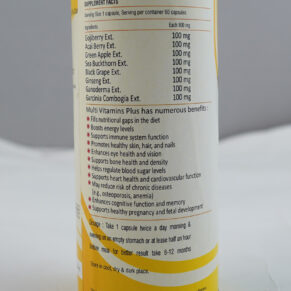 SUPPLEMENT FACTS
Serving Size 1 capsule, Serving per container 60 capsules
Ingredients Each 900 mg
Gojiberry Ext. 100 mg
Acai Berry Ext. 100 mg
Green Apple Ext. 100 mg
Sea Buckthorn Ext. 100 mg
Black Grape Ext. 100 mg
Ginseng Ext. 100 mg
Ganoderma Ext. 100 mg
Garcinia Combogia Ext. 100 mg
Multi Vitamins Plus has numerous benefits :
Fills nutritional gaps in the diet
Boosts energy levels
Supports immune system function
Promotes healthy skin, hair, and nails
Enhances eye health and vision
Supports bone health and density
Helps regulate blood sugar levels
Supports heart health and cardiovascular function
May reduce risk of chronic diseases
(e.g., osteoporosis, anemia)
Enhances cognitive function and memory
Supports healthy pregnancy and fetal development
Dosage : Take 1 capsule twice a day morning &
evening on an empty stomach or at lease half an hour
before meal for better result take 6-12 months
Store in cool, dry & dark place.